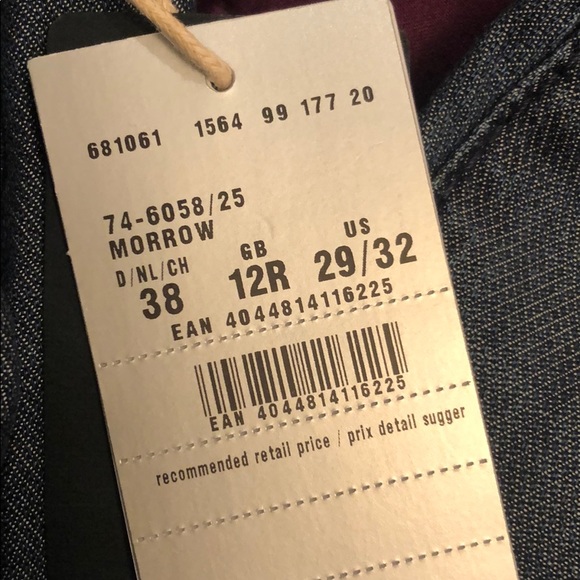 681061 1564 99 177 20
74-6058/25
MORROW
D/NL/CH GB US
38 12R 29/32
EAN 4044814116225
EAN 4044814116225
recommended retail price / prix detail sugger